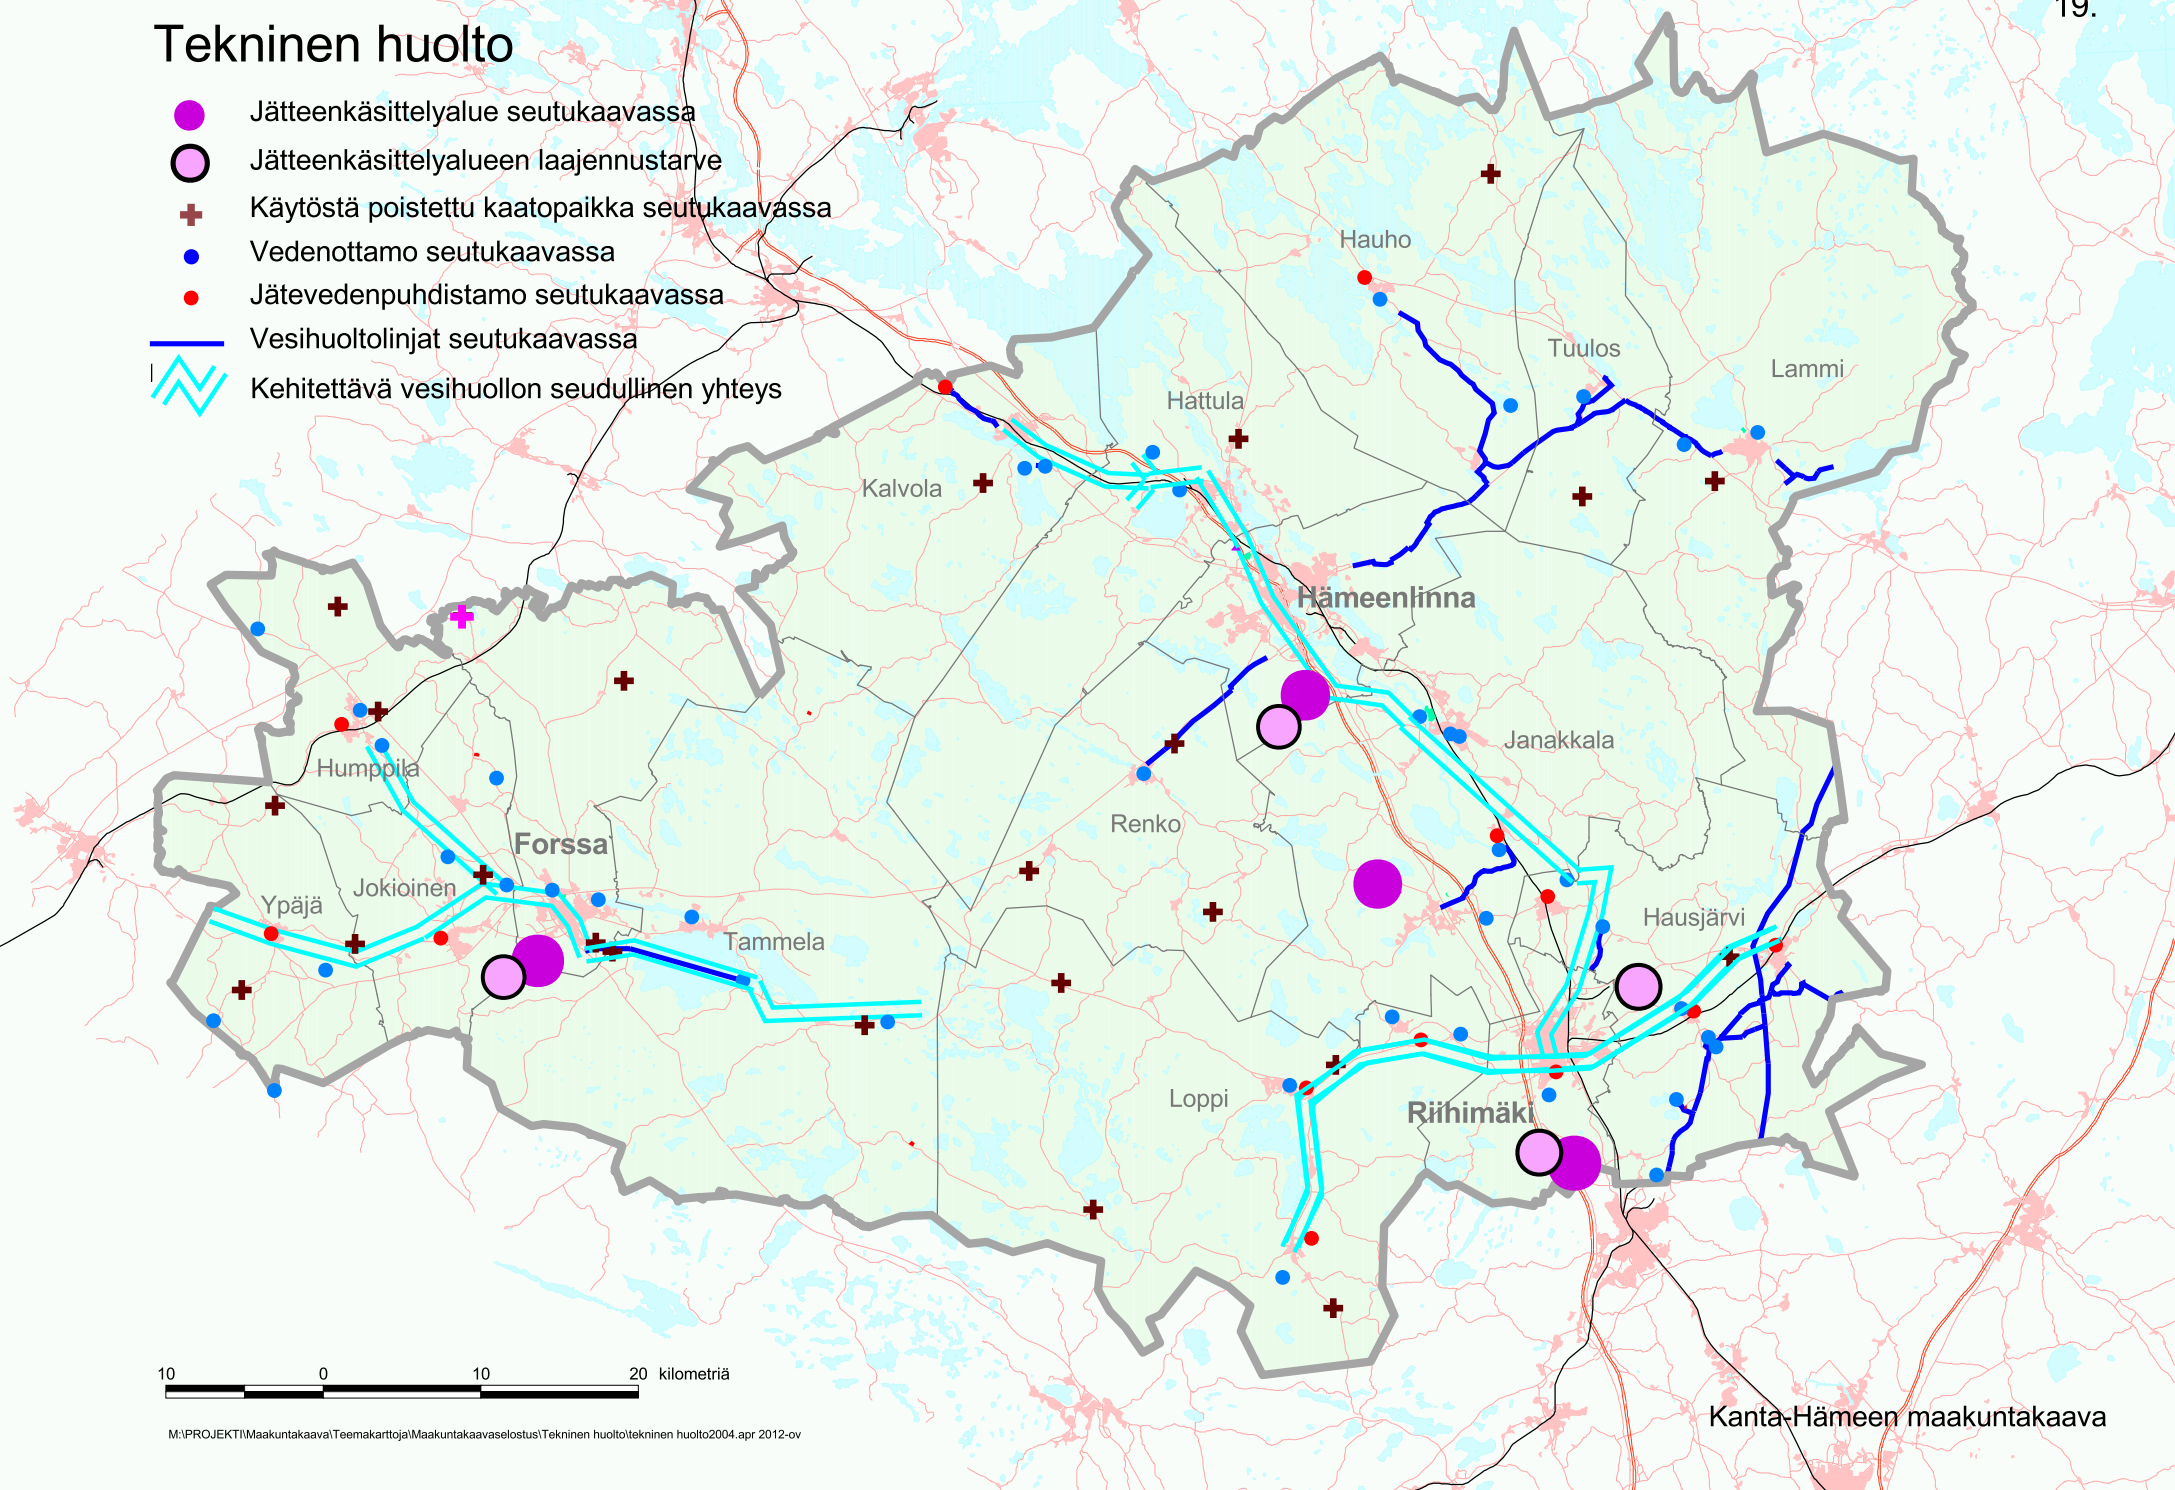 19.
Tekninen huolto
Jätteenkäsittelyalue seutukaavassa
Jätteenkäsittelyalueen laajennustarve
Käytöstä poistettu kaatopaikka seutukaavassa
Vedenottamo seutukaavassa
Jätevedenpuhdistamo seutukaavassa
Vesihuoltolinjat seutukaavassa
Kehitettävä vesihuollon seudullinen yhteys
Hauho
Tuulos
Lammi
Hattula
Kalvola
Hämeenlinna
Janakkala
Humppila
Renko
Forssa
Jokioinen
Ypäjä
Hausjärvi
Tammela
Loppi
Riihimäki
10 0 10 20 kilometriä
Kanta-Hämeen maakuntakaava
M:\PROJEKTI\Maakuntakaava\Teemakarttoja\Maakuntakaavaselostus\Tekninen huolto\tekninen huolto2004.apr 2012-ov